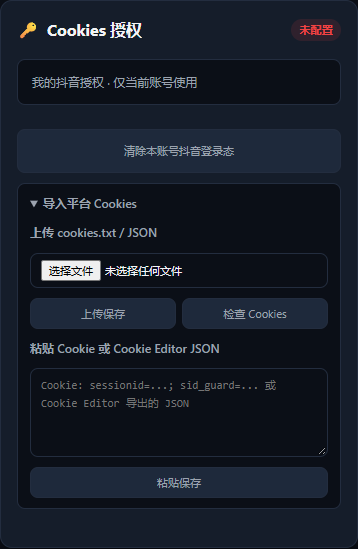 Cookies 授权
未配置
我的抖音授权 · 仅当前账号使用
清除本账号抖音登录态
▼ 导入平台 Cookies
上传 cookies.txt / JSON
选择文件 未选择任何文件
上传保存
检查 Cookies
粘贴 Cookie 或 Cookie Editor JSON
Cookie: sessionid=...; sid_guard=... 或
Cookie Editor 导出的 JSON
粘贴保存